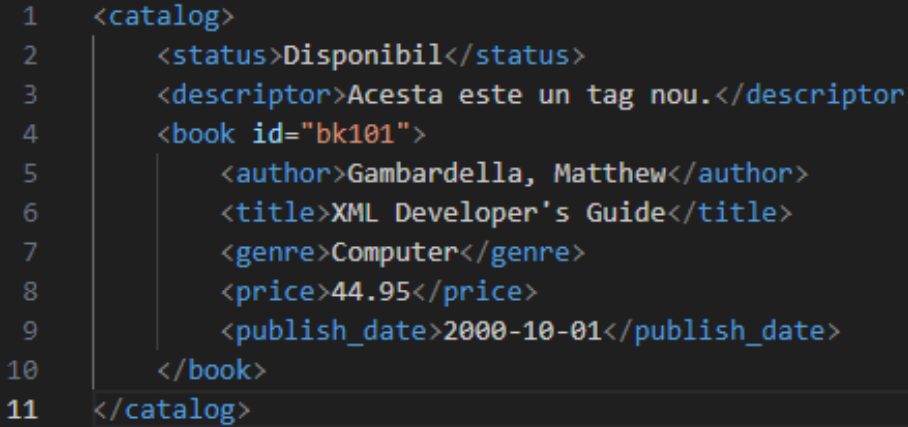 1 <catalog>
2 <status>Disponibil</status>
3 <descriptor>Acesta este un tag nou.</descriptor
4 <book id="bk101">
5 <author>Gambardella, Matthew</author>
6 <title>XML Developer's Guide</title>
7 <genre>Computer</genre>
8 <price>44.95</price>
9 <publish_date>2000-10-01</publish_date>
10 </book>
11 </catalog>